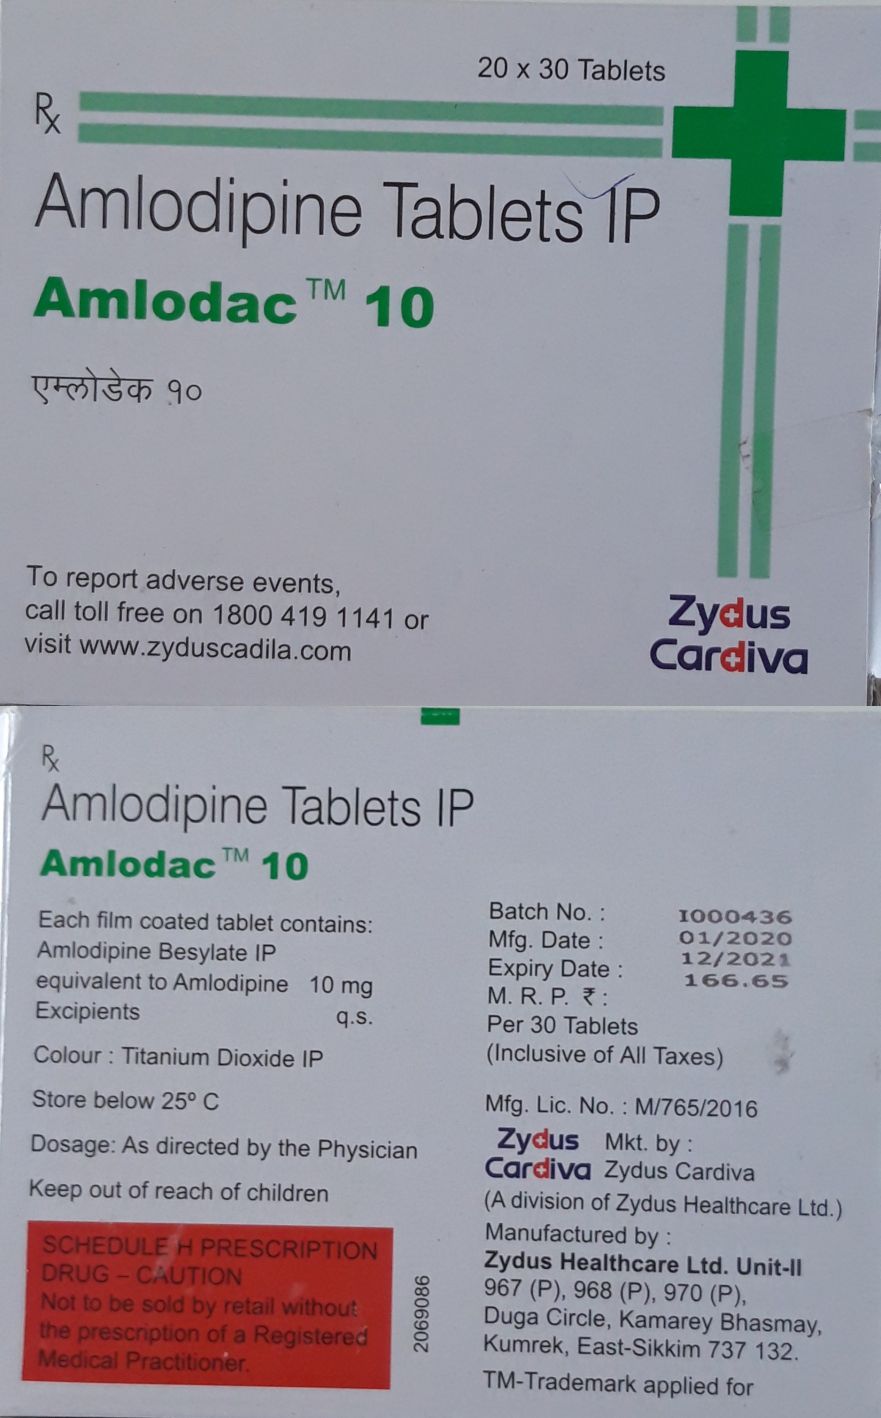 20 x 30 Tablets
Rx
Amlodipine Tablets IP
Amlodac™ 10
एम्लोडेक १०
To report adverse events,
call toll free on 1800 419 1141 or
visit www.zyduscadila.com
Zydus
Cardiva
Rx
Amlodipine Tablets IP
Amlodac™ 10
Each film coated tablet contains:
Amlodipine Besylate IP
equivalent to Amlodipine 10 mg
Excipients q.s.
Colour : Titanium Dioxide IP
Store below 25º C
Dosage: As directed by the Physician
Keep out of reach of children
SCHEDULE H PRESCRIPTION
DRUG – CAUTION
Not to be sold by retail without
the prescription of a Registered
Medical Practitioner.
2069086
Batch No. : I000436
Mfg. Date : 01/2020
Expiry Date : 12/2021
M. R. P. ₹ : 166.65
Per 30 Tablets
(Inclusive of All Taxes)
Mfg. Lic. No. : M/765/2016
Zydus Mkt. by :
Cardiva Zydus Cardiva
(A division of Zydus Healthcare Ltd.)
Manufactured by :
Zydus Healthcare Ltd. Unit-II
967 (P), 968 (P), 970 (P),
Duga Circle, Kamarey Bhasmay,
Kumrek, East-Sikkim 737 132.
TM-Trademark applied for